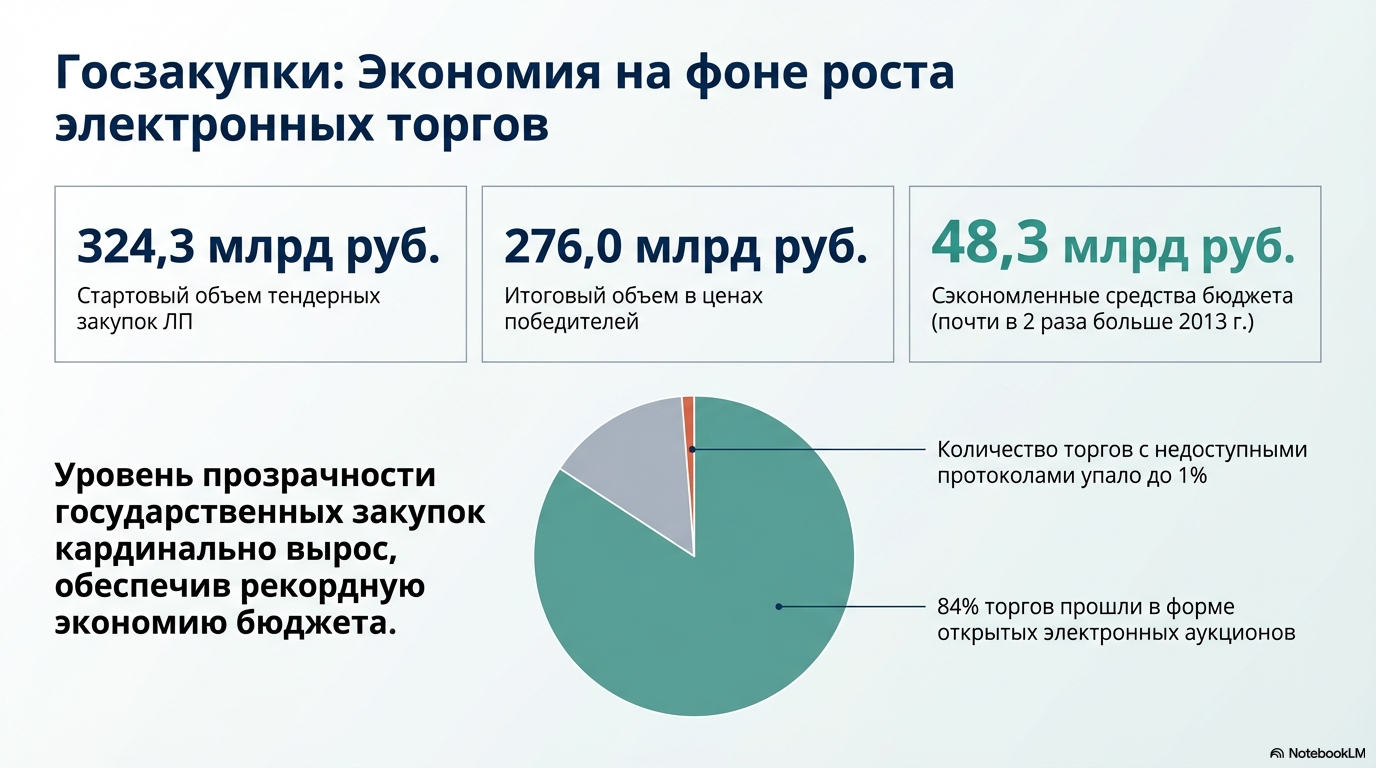 Госзакупки: Экономия на фоне роста
электронных торгов
324,3 млрд руб.
Стартовый объем тендерных
закупок ЛП
276,0 млрд руб.
Итоговый объем в ценах
победителей
48,3 млрд руб.
Сэкономленные средства бюджета
(почти в 2 раза больше 2013 г.)
Уровень прозрачности
государственных закупок
кардинально вырос,
обеспечив рекордную
экономию бюджета.
Количество торгов с недоступными
протоколами упало до 1%
84% торгов прошли в форме
открытых электронных аукционов
NotebookLM